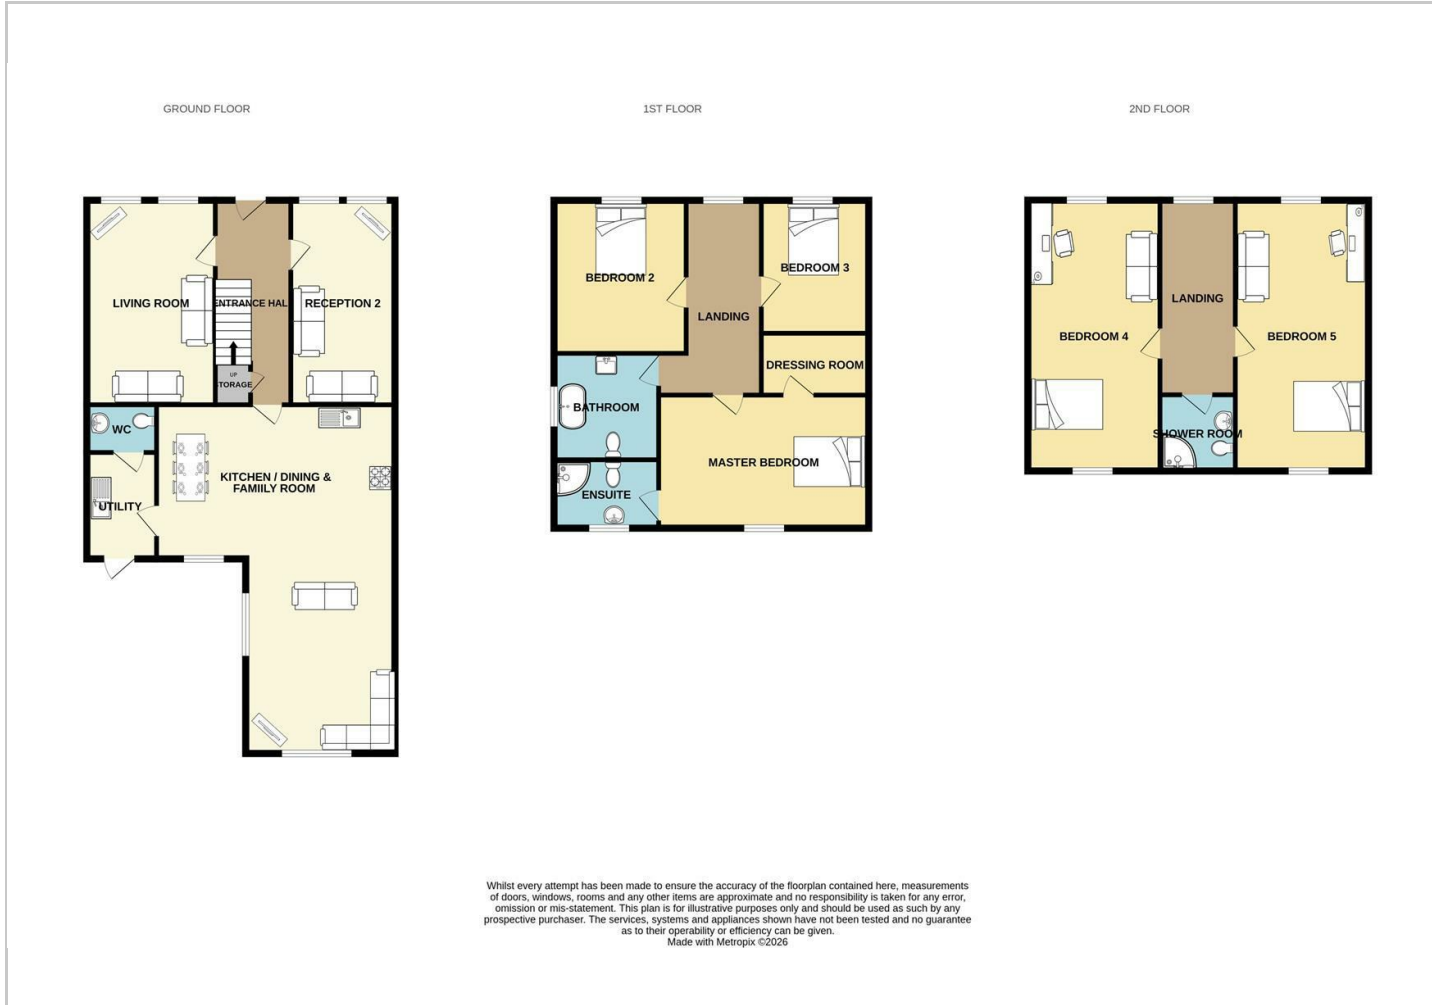 GROUND FLOOR
1ST FLOOR
2ND FLOOR
LIVING ROOM
ENTRANCE HALL
RECEPTION 2
UP
STORAGE
WC
KITCHEN / DINING &
FAMIILY ROOM
UTILITY
BEDROOM 2
BEDROOM 3
LANDING
DRESSING ROOM
BATHROOM
MASTER BEDROOM
ENSUITE
LANDING
BEDROOM 4
BEDROOM 5
SHOWER ROOM
Whilst every attempt has been made to ensure the accuracy of the floorplan contained here, measurements
of doors, windows, rooms and any other items are approximate and no responsibility is taken for any error,
omission or mis-statement. This plan is for illustrative purposes only and should be used as such by any
prospective purchaser. The services, systems and appliances shown have not been tested and no guarantee
as to their operability or efficiency can be given.
Made with Metropix ©2026